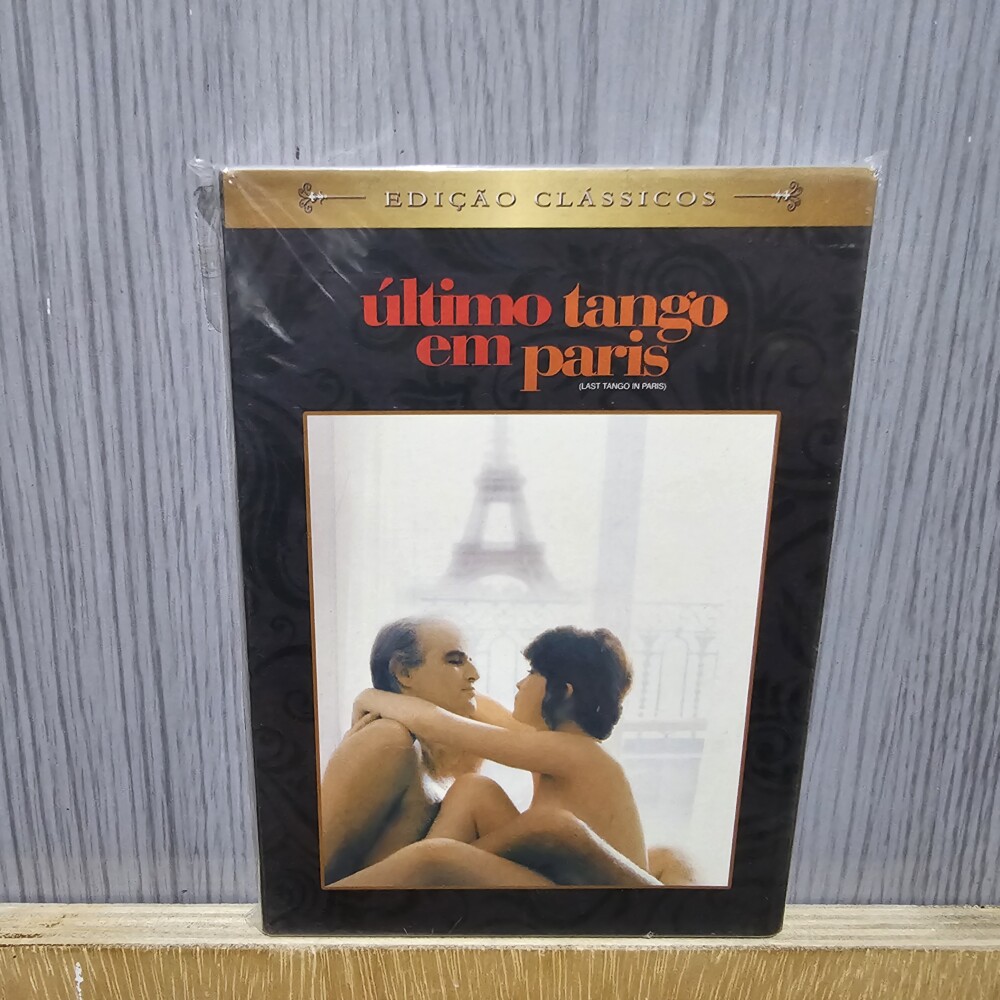 EDIÇÃO CLÁSSICOS
último tango
em paris
(LAST TANGO IN PARIS)